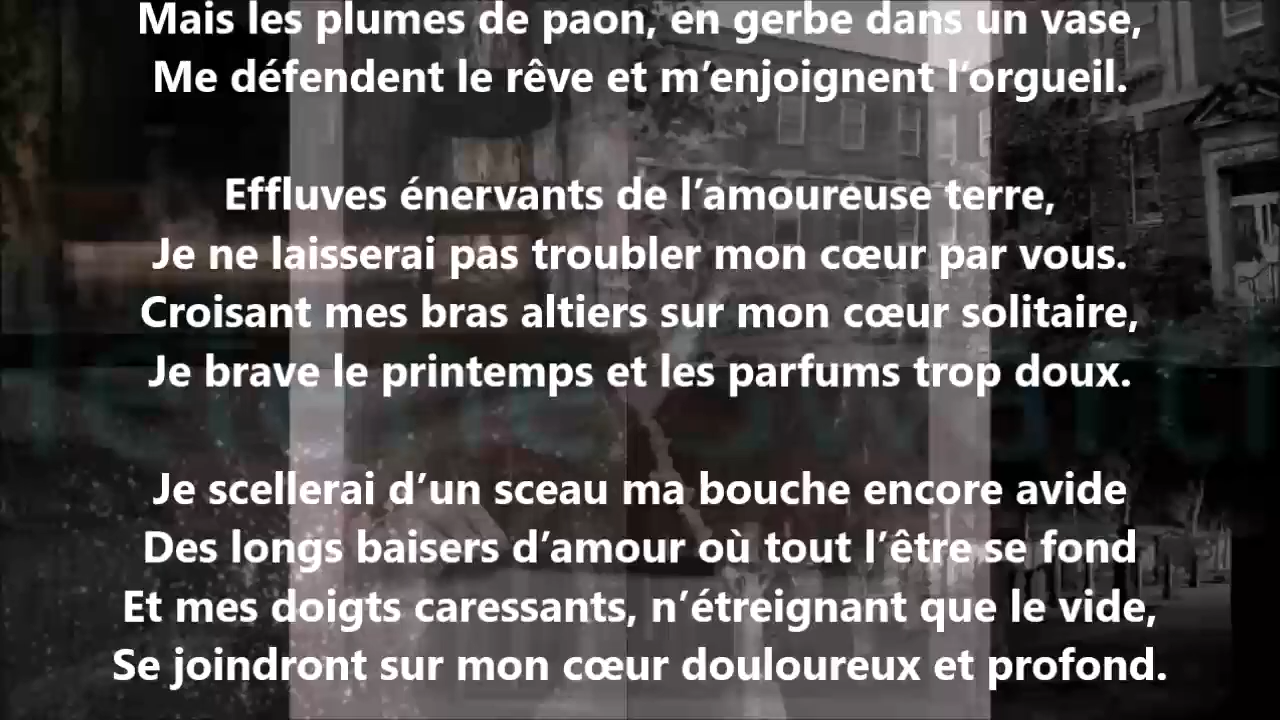 Mais les plumes de paon, en gerbe dans un vase,
Me défendent le rêve et m’enjoignent l’orgueil.
Effluves énervants de l’amoureuse terre,
Je ne laisserai pas troubler mon cœur par vous.
Croisant mes bras altiers sur mon cœur solitaire,
Je brave le printemps et les parfums trop doux.
Je scellerai d’un sceau ma bouche encore avide
Des longs baisers d’amour où tout l’être se fond
Et mes doigts caressants, n’étreignant que le vide,
Se joindront sur mon cœur douloureux et profond.